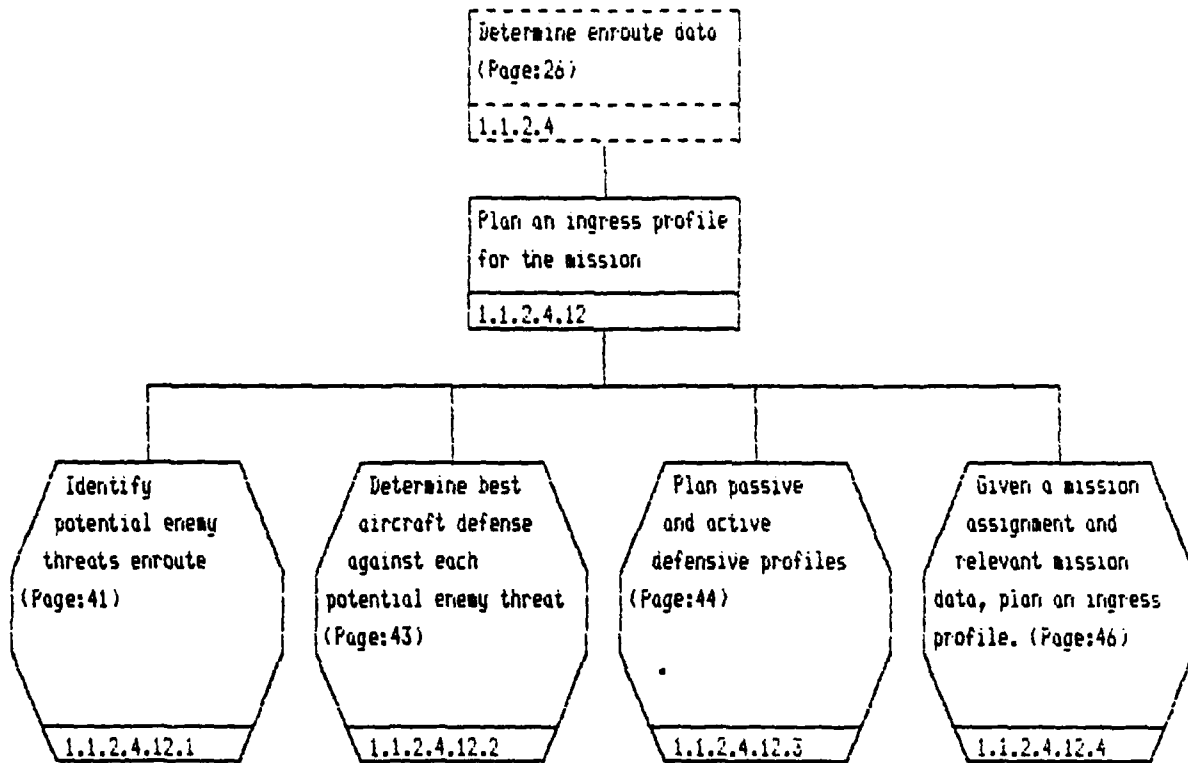 Determine enroute data
(Page:26)
1.1.2.4
Plan an ingress profile
for the mission
1.1.2.4.12
Identify
potential enemy
threats enroute
(Page:41)
1.1.2.4.12.1
Determine best
aircraft defense
against each
potential enemy threat
(Page:43)
1.1.2.4.12.2
Plan passive
and active
defensive profiles
(Page:44)
1.1.2.4.12.3
Given a mission
assignment and
relevant mission
data, plan an ingress
profile. (Page:46)
1.1.2.4.12.4